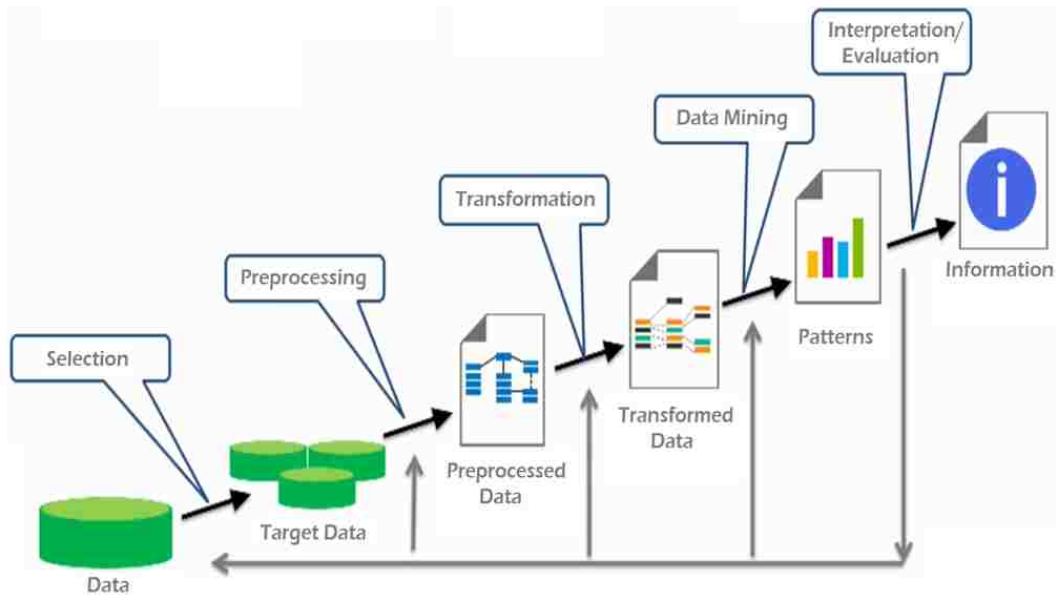 Interpretation/
Evaluation
Data Mining
Transformation
Preprocessing
Selection
Data
Target Data
Preprocessed
Data
Transformed
Data
Patterns
i
Information